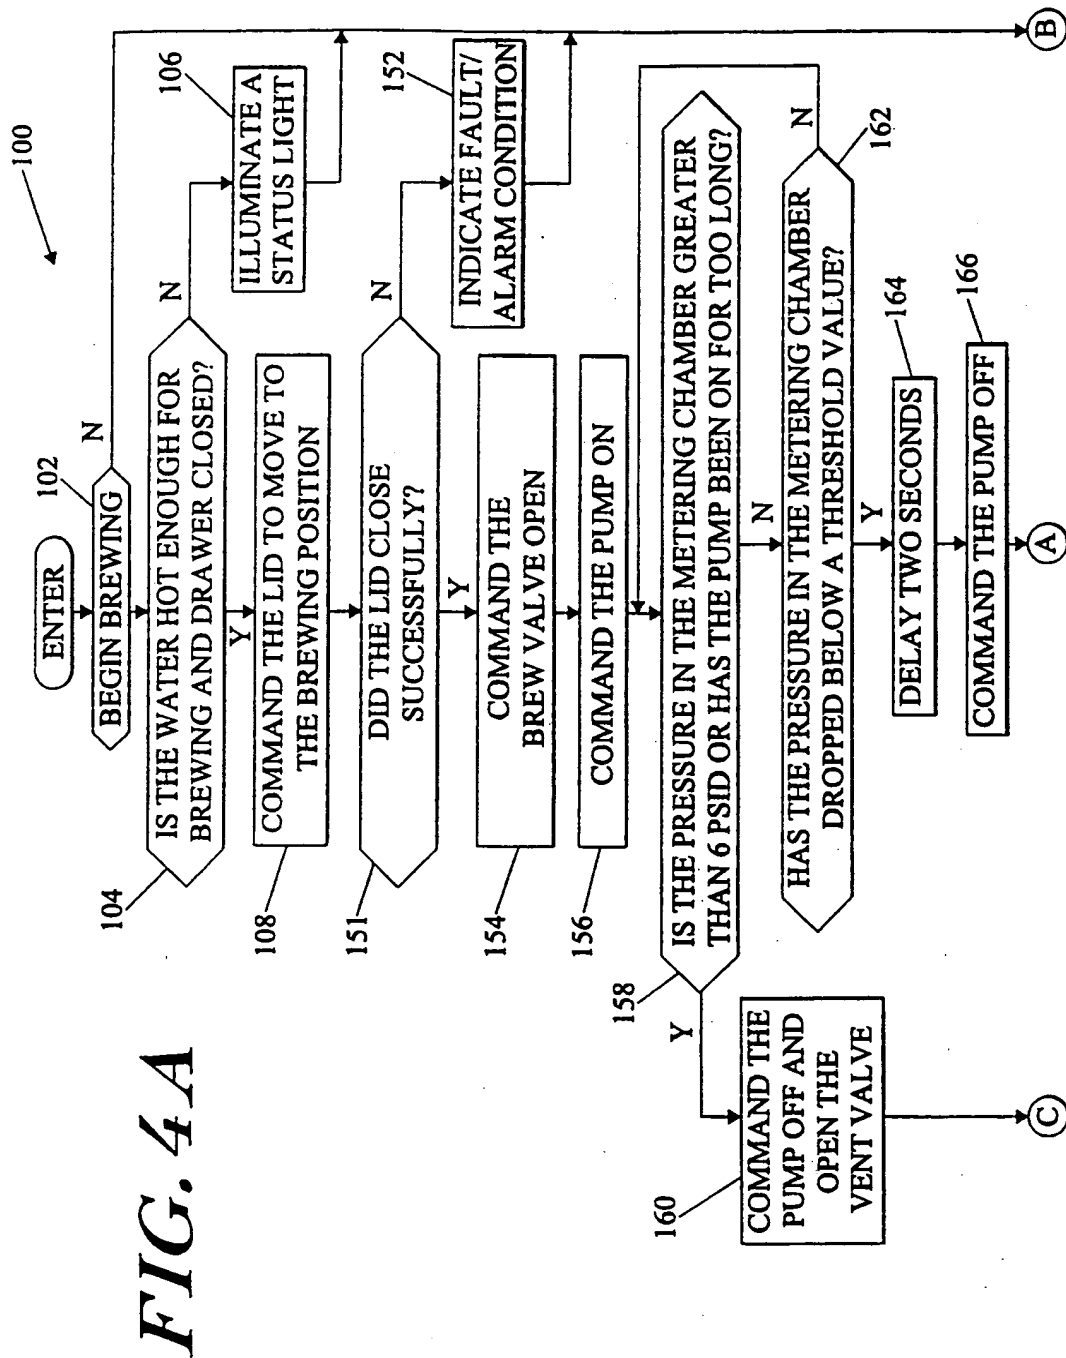 FIG. 4A
100
ENTER
102
BEGIN BREWING
N
104
IS THE WATER HOT ENOUGH FOR
BREWING AND DRAWER CLOSED?
N
106
ILLUMINATE A
STATUS LIGHT
Y
108
COMMAND THE LID TO MOVE TO
THE BREWING POSITION
151
DID THE LID CLOSE
SUCCESSFULLY?
N
152
INDICATE FAULT/
ALARM CONDITION
Y
154
COMMAND THE
BREW VALVE OPEN
156
COMMAND THE PUMP ON
158
IS THE PRESSURE IN THE METERING CHAMBER GREATER
THAN 6 PSID OR HAS THE PUMP BEEN ON FOR TOO LONG?
Y
160
COMMAND THE
PUMP OFF AND
OPEN THE
VENT VALVE
N
162
HAS THE PRESSURE IN THE METERING CHAMBER
DROPPED BELOW A THRESHOLD VALUE?
N
Y
164
DELAY TWO SECONDS
166
COMMAND THE PUMP OFF
C
A
B